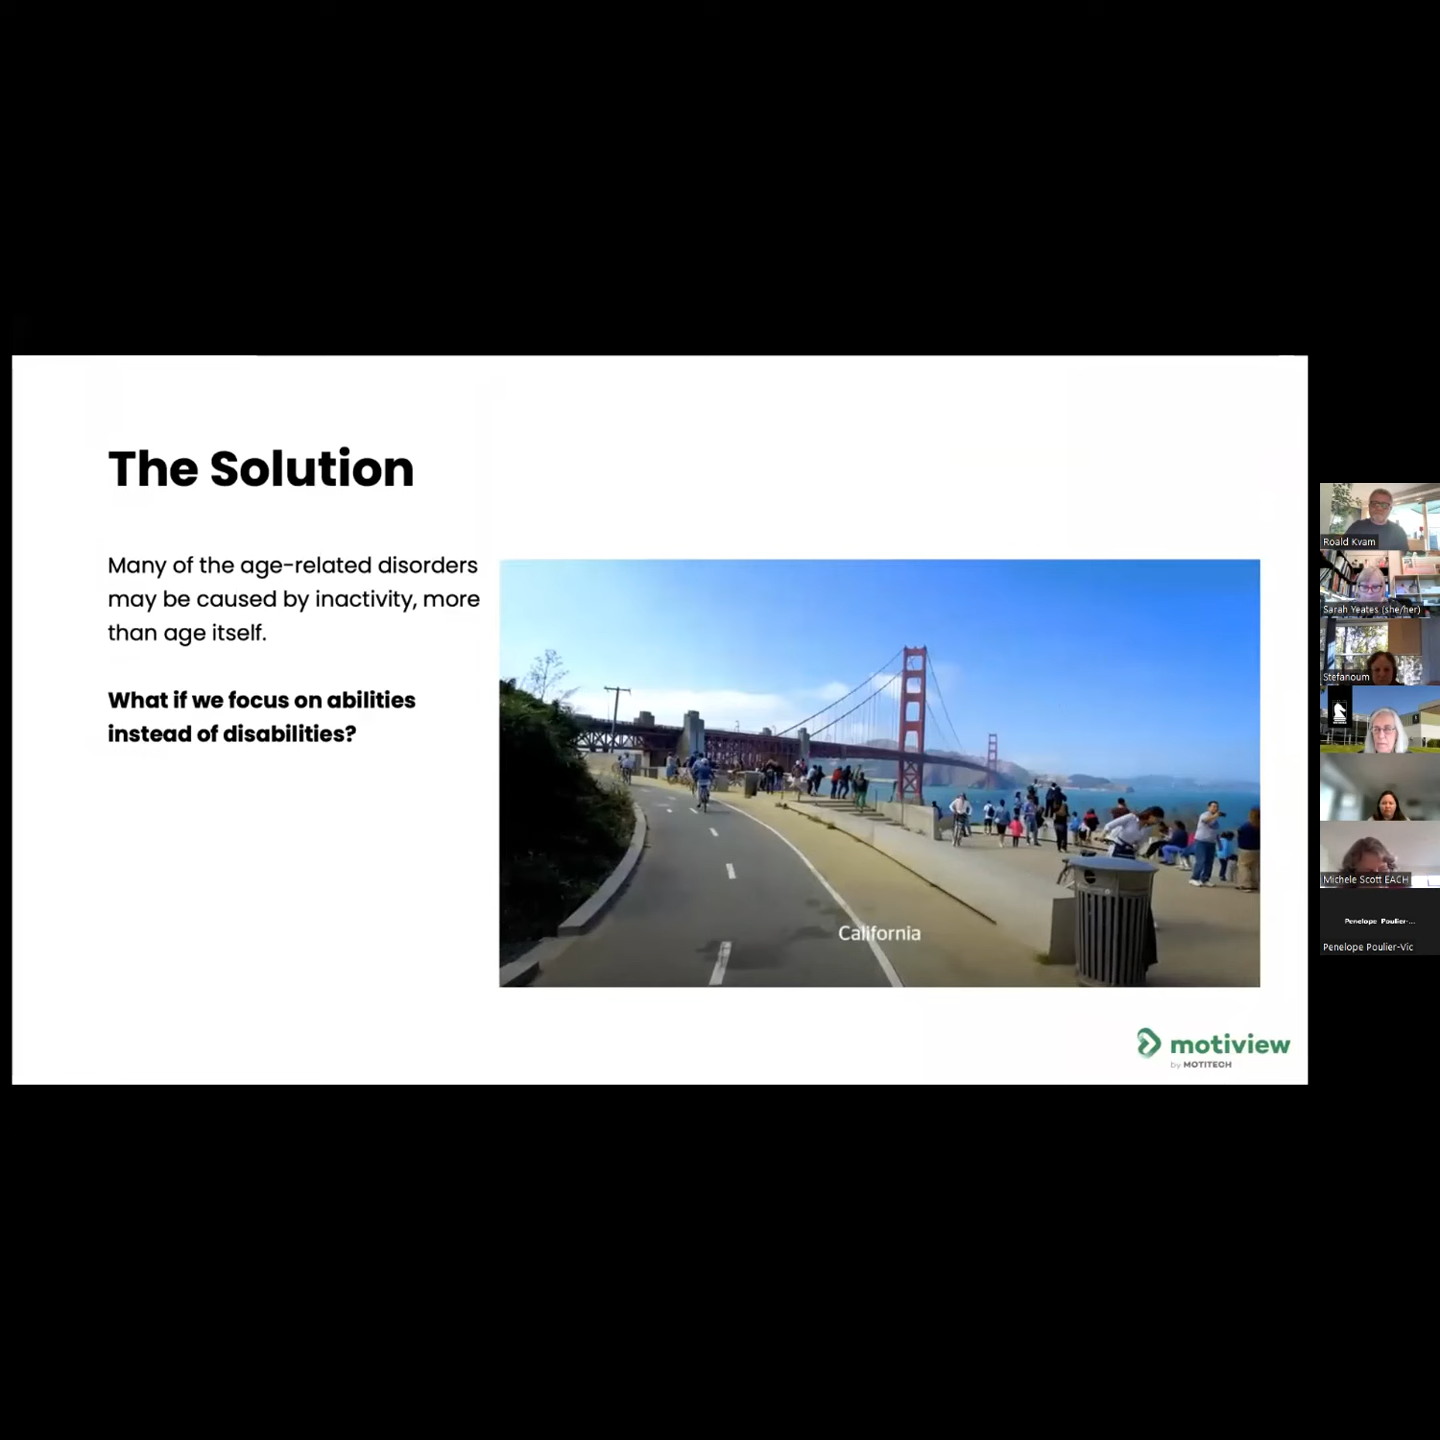 The Solution
Many of the age-related disorders
may be caused by inactivity, more
than age itself.
What if we focus on abilities
instead of disabilities?
California
motiview
by MOTITECH
Roald Kvam
Sarah Yeates (she/her)
Stefanoum
Michele Scott EACH
Penelope Poulier-...
Penelope Poulier-Vic